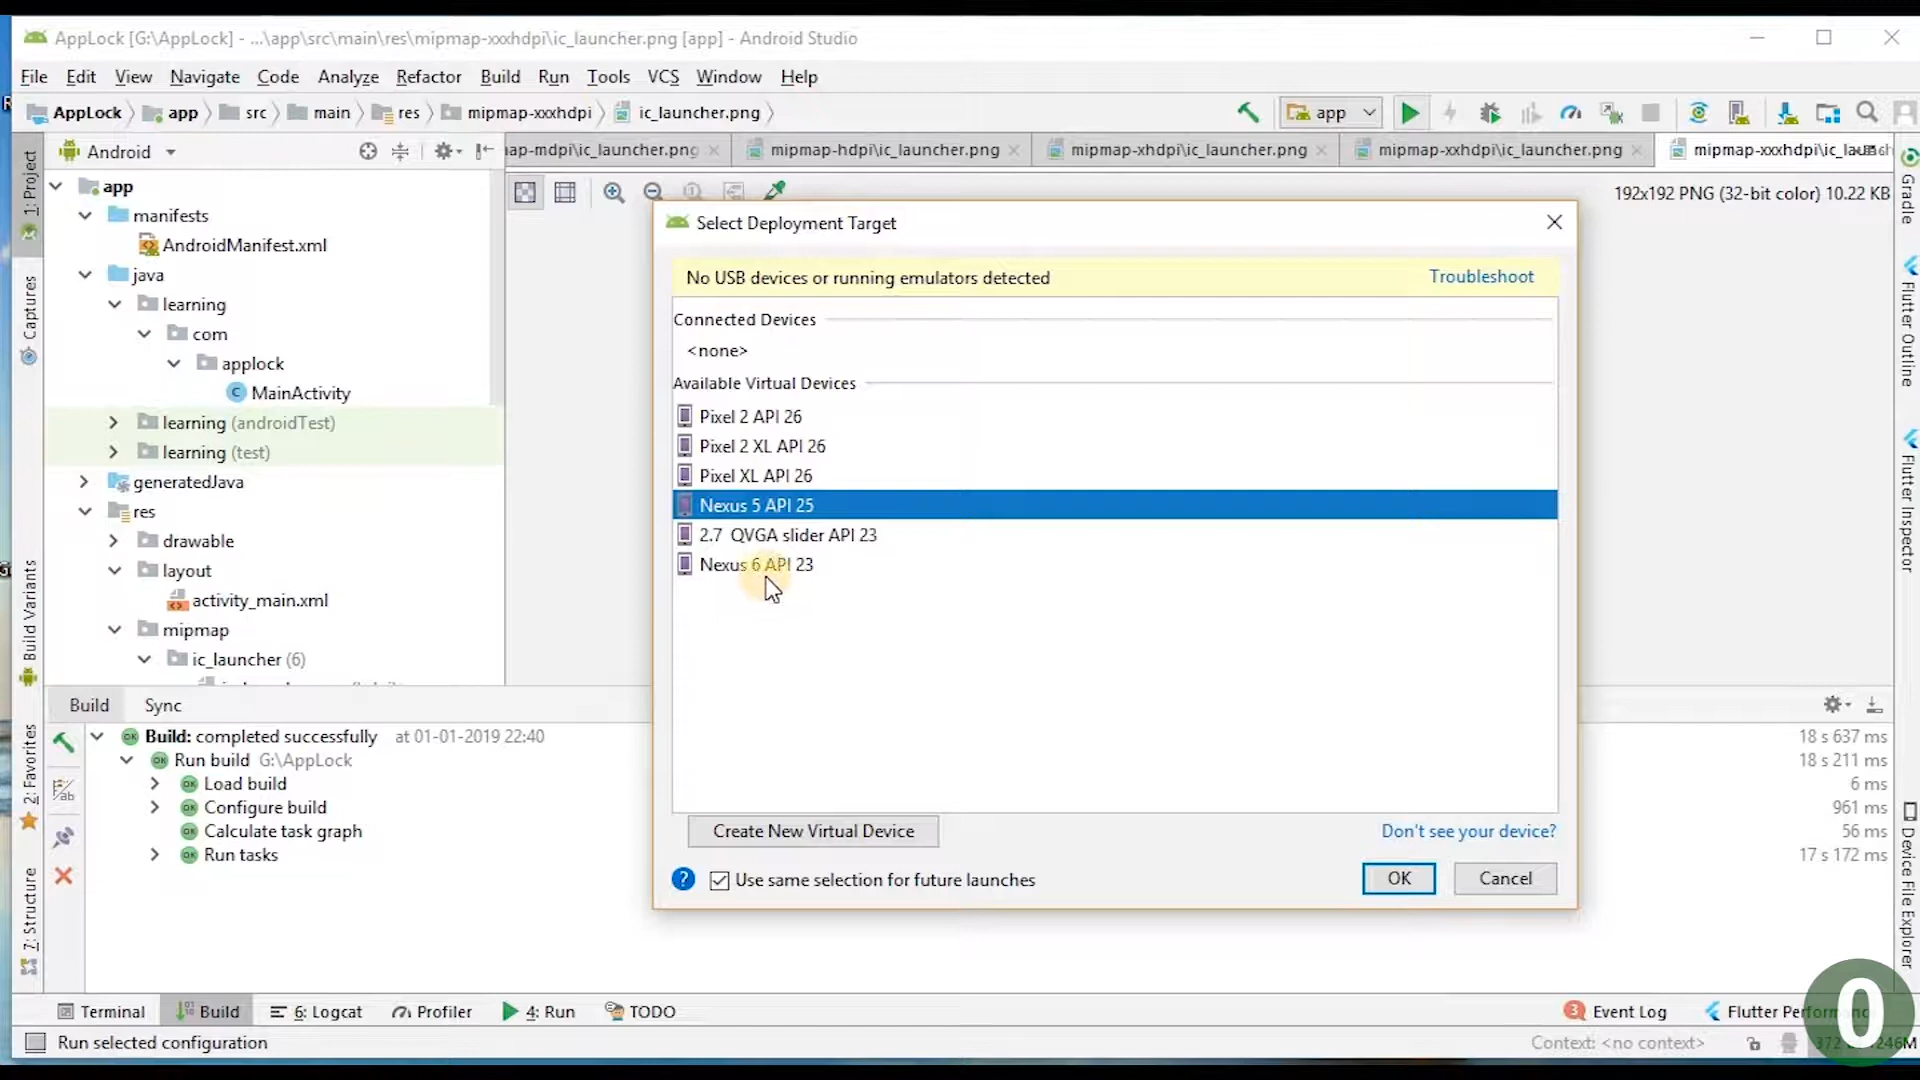 AppLock [G:\AppLock] - ...\app\src\main\res\mipmap-xxxhdpi\ic_launcher.png [app] - Android Studio
File Edit View Navigate Code Analyze Refactor Build Run Tools VCS Window Help
AppLock app src main res mipmap-xxxhdpi ic_launcher.png
app
Android
ap-mdpi\ic_launcher.png mipmap-hdpi\ic_launcher.png mipmap-xhdpi\ic_launcher.png mipmap-xxhdpi\ic_launcher.png mipmap-xxxhdpi\ic_la
192x192 PNG (32-bit color) 10.22 KB
1: Project
Captures
Build Variants
2: Favorites
7: Structure
app
manifests
AndroidManifest.xml
java
learning
com
applock
MainActivity
learning (androidTest)
learning (test)
generatedJava
res
drawable
layout
activity_main.xml
mipmap
ic_launcher (6)
Select Deployment Target
No USB devices or running emulators detected Troubleshoot
Connected Devices
<none>
Available Virtual Devices
Pixel 2 API 26
Pixel 2 XL API 26
Pixel XL API 26
Nexus 5 API 25
2.7 QVGA slider API 23
Nexus 6 API 23
Create New Virtual Device
Don't see your device?
? Use same selection for future launches
OK Cancel
Gradle
Flutter Outline
Flutter Inspector
Device File Explorer
Build Sync
Build: completed successfully at 01-01-2019 22:40 18 s 637 ms
Run build G:\AppLock 18 s 211 ms
Load build 6 ms
Configure build 961 ms
Calculate task graph 56 ms
Run tasks 17 s 172 ms
Terminal Build 6: Logcat Profiler 4: Run TODO
3 Event Log Flutter Perform
Run selected configuration
Context: <no context>
0